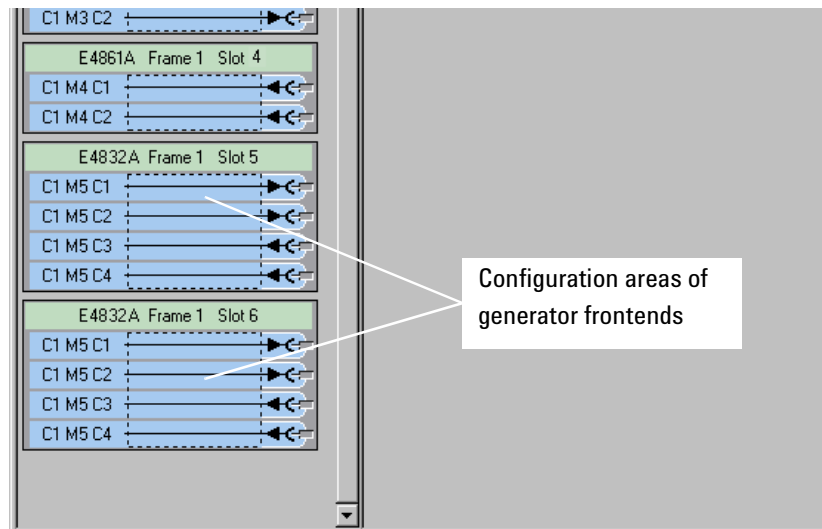 C1 M3 C2
E4861A Frame 1 Slot 4
C1 M4 C1
C1 M4 C2
E4832A Frame 1 Slot 5
C1 M5 C1
C1 M5 C2
C1 M5 C3
C1 M5 C4
Configuration areas of
generator frontends
E4832A Frame 1 Slot 6
C1 M5 C1
C1 M5 C2
C1 M5 C3
C1 M5 C4